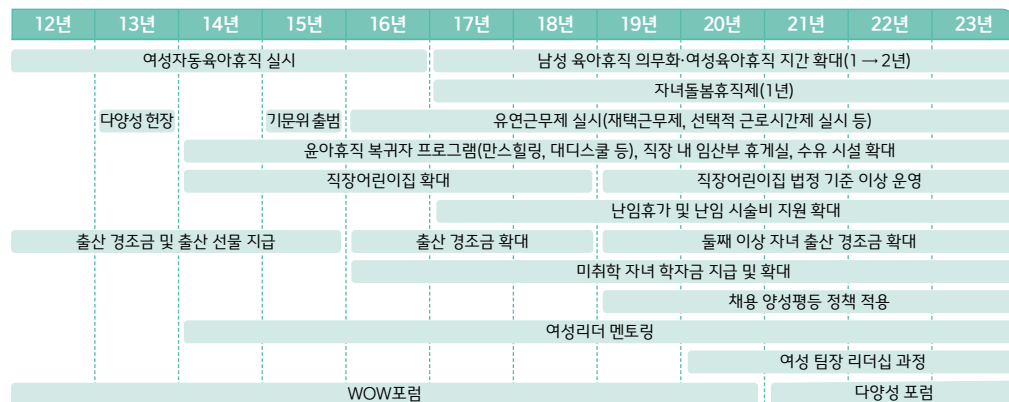 12년 13년 14년 15년 16년 17년 18년 19년 20년 21년 22년 23년
여성자동육아휴직 실시 남성 육아휴직 의무화·여성육아휴직 지간 확대(1 → 2년)
자녀돌봄휴직제(1년)
다양성 헌장 기문위 출범 유연근무제 실시(재택근무제, 선택적 근로시간제 실시 등)
윤아휴직 복귀자 프로그램(만스힐링, 대디스쿨 등), 직장 내 임산부 휴게실, 수유 시설 확대
직장어린이집 확대 직장어린이집 법정 기준 이상 운영
난임휴가 및 난임 시술비 지원 확대
출산 경조금 및 출산 선물 지급 출산 경조금 확대 둘째 이상 자녀 출산 경조금 확대
미취학 자녀 학자금 지급 및 확대
채용 양성평등 정책 적용
여성리더 멘토링
여성 팀장 리더십 과정
WOW포럼 다양성 포럼